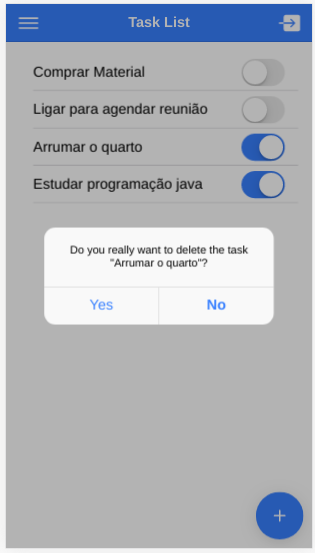 Task List
Comprar Material
Ligar para agendar reunião
Arrumar o quarto
Estudar programação java
Do you really want to delete the task
"Arrumar o quarto"?
Yes
No
+